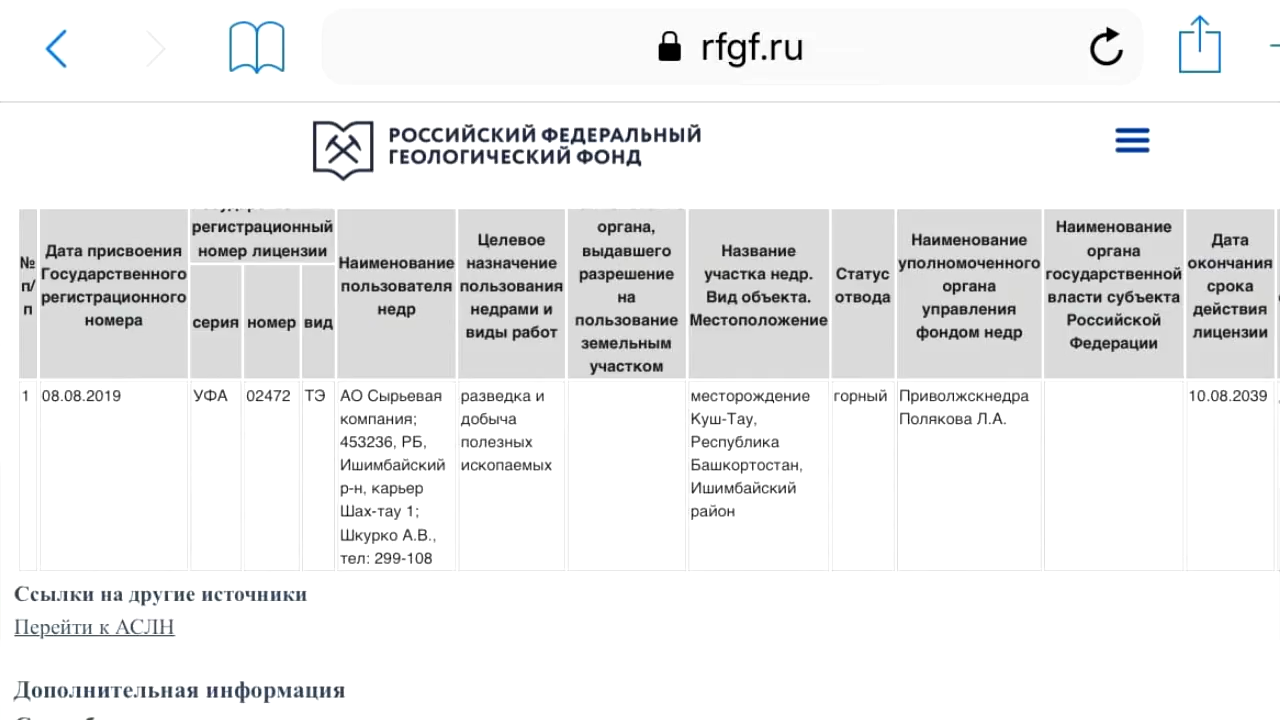 rfgf.ru
РОССИЙСКИЙ ФЕДЕРАЛЬНЫЙ
ГЕОЛОГИЧЕСКИЙ ФОНД
№
п/
п
Дата присвоения
Государственного
регистрационного
номера
регистрационный
номер лицензии
серия
номер
вид
Наименование
пользователя
недр
Целевое
назначение
пользования
недрами и
виды работ
органа,
выдавшего
разрешение
на
пользование
земельным
участком
Название
участка недр.
Вид объекта.
Местоположение
Статус
отвода
Наименование
уполномоченного
органа
управления
фондом недр
Наименование
органа
государственной
власти субъекта
Российской
Федерации
Дата
окончания
срока
действия
лицензии
1
08.08.2019
УФА
02472
ТЭ
АО Сырьевая
компания;
453236, РБ,
Ишимбайский
р-н, карьер
Шах-тау 1;
Шкурко А.В.,
тел: 299-108
разведка и
добыча
полезных
ископаемых
месторождение
Куш-Тау,
Республика
Башкортостан,
Ишимбайский
район
горный
Приволжскнедра
Полякова Л.А.
10.08.2039
Ссылки на другие источники
Перейти к АСЛН
Дополнительная информация